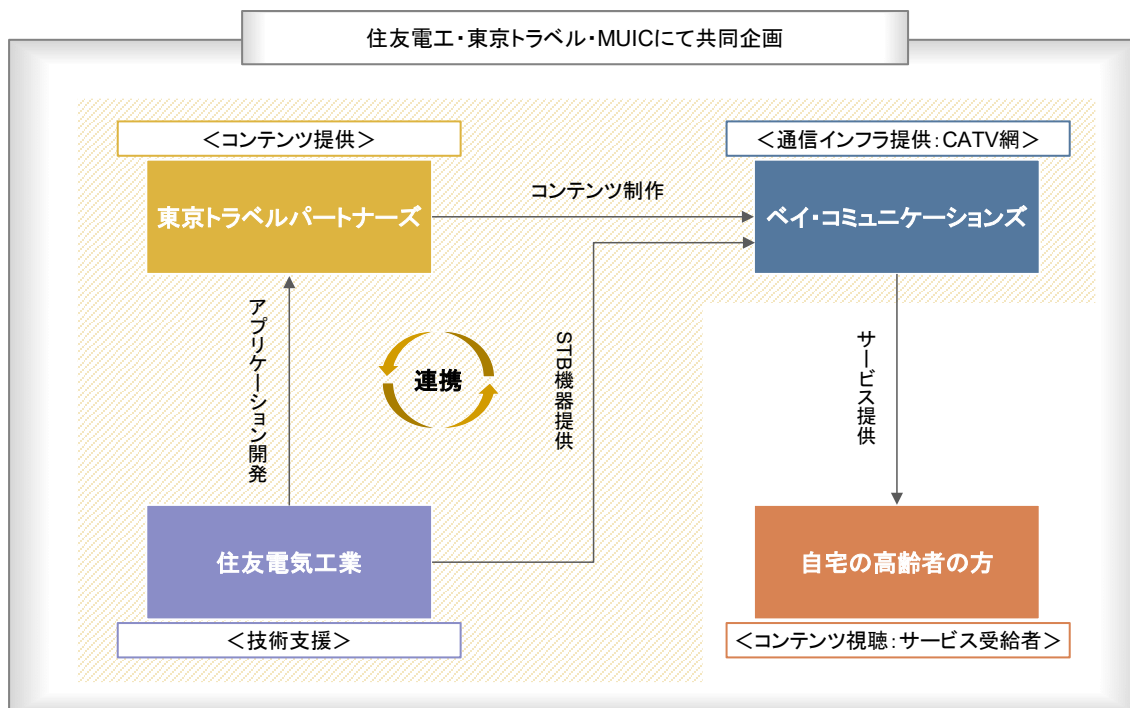 住友電工・東京トラベル・MUICにて共同企画
＜コンテンツ提供＞
東京トラベルパートナーズ
コンテンツ制作
＜通信インフラ提供：CATV網＞
ベイ・コミュニケーションズ
アプリケーション開発
連携
STB機器提供
サービス提供
住友電気工業
＜技術支援＞
自宅の高齢者の方
＜コンテンツ視聴：サービス受給者＞